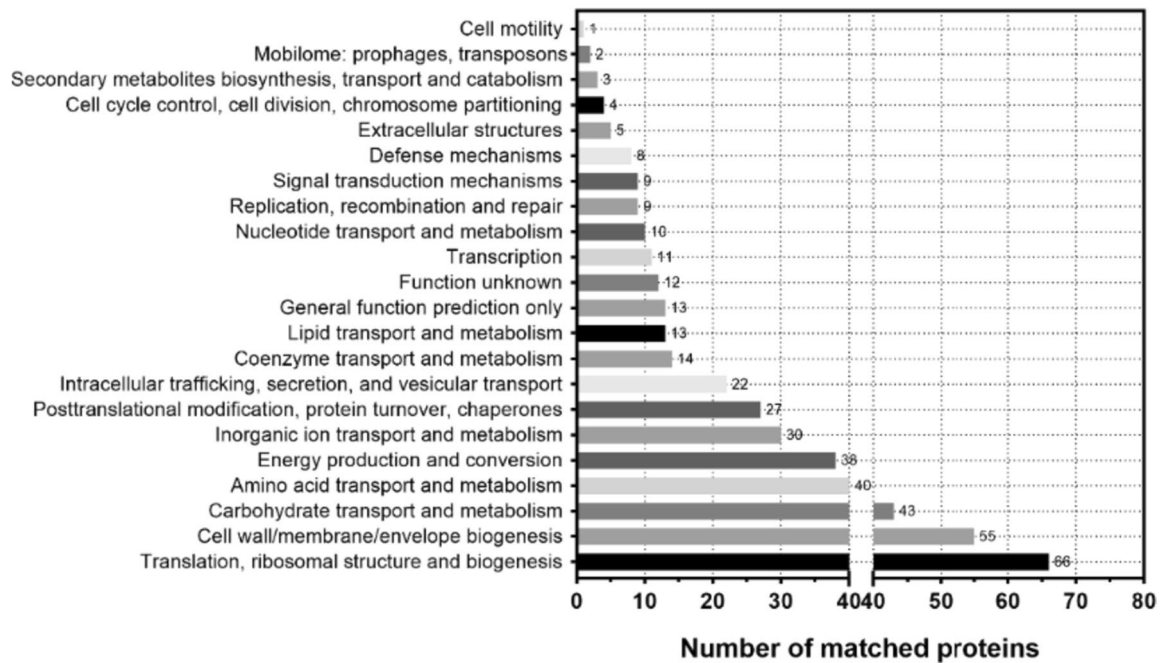 Cell motility 1
Mobilome: prophages, transposons 2
Secondary metabolites biosynthesis, transport and catabolism 3
Cell cycle control, cell division, chromosome partitioning 4
Extracellular structures 5
Defense mechanisms 8
Signal transduction mechanisms 9
Replication, recombination and repair 9
Nucleotide transport and metabolism 10
Transcription 11
Function unknown 12
General function prediction only 13
Lipid transport and metabolism 13
Coenzyme transport and metabolism 14
Intracellular trafficking, secretion, and vesicular transport 22
Posttranslational modification, protein turnover, chaperones 27
Inorganic ion transport and metabolism 30
Energy production and conversion 38
Amino acid transport and metabolism 40
Carbohydrate transport and metabolism 43
Cell wall/membrane/envelope biogenesis 55
Translation, ribosomal structure and biogenesis 66
0 10 20 30 40 40 50 60 70 80
Number of matched proteins